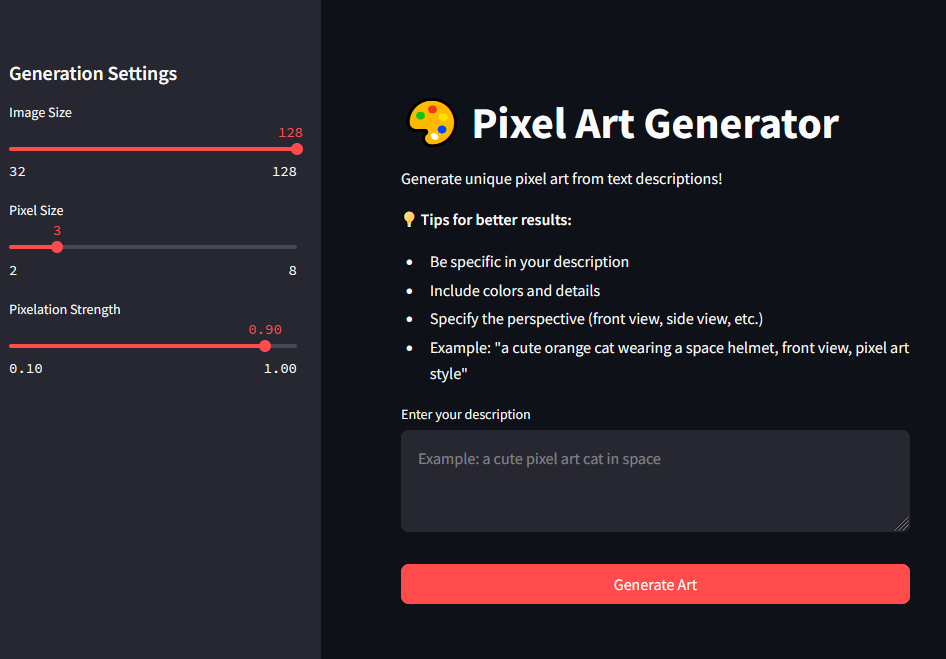 Generation Settings
Image Size
128
32 128
Pixel Size
3
2 8
Pixelation Strength
0.90
0.10 1.00
Pixel Art Generator
Generate unique pixel art from text descriptions!
Tips for better results:
Be specific in your description
Include colors and details
Specify the perspective (front view, side view, etc.)
Example: "a cute orange cat wearing a space helmet, front view, pixel art
style"
Enter your description
Example: a cute pixel art cat in space
Generate Art